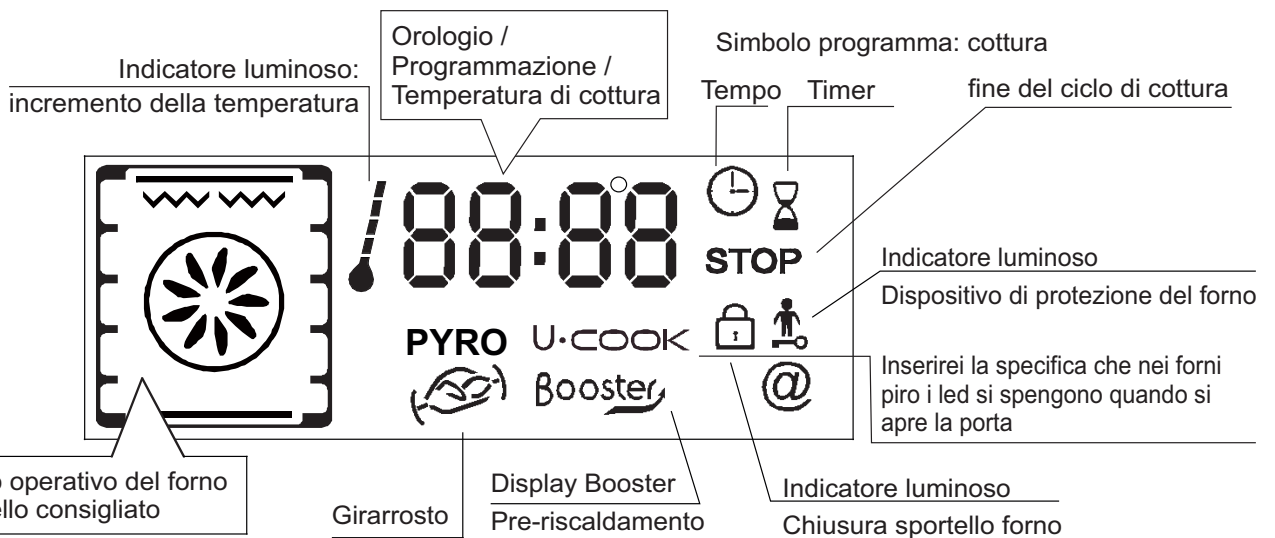 Orologio /
Programmazione /
Temperatura di cottura
Indicatore luminoso:
incremento della temperatura
Simbolo programma: cottura
Tempo
Timer
fine del ciclo di cottura
88:88
STOP
Indicatore luminoso
Dispositivo di protezione del forno
PYRO
U·COOK
Booster
@
Inserirei la specifica che nei forni
piro i led si spengono quando si
apre la porta
operativo del forno
consigliato
Girarrosto
Display Booster
Pre-riscaldamento
Indicatore luminoso
Chiusura sportello forno